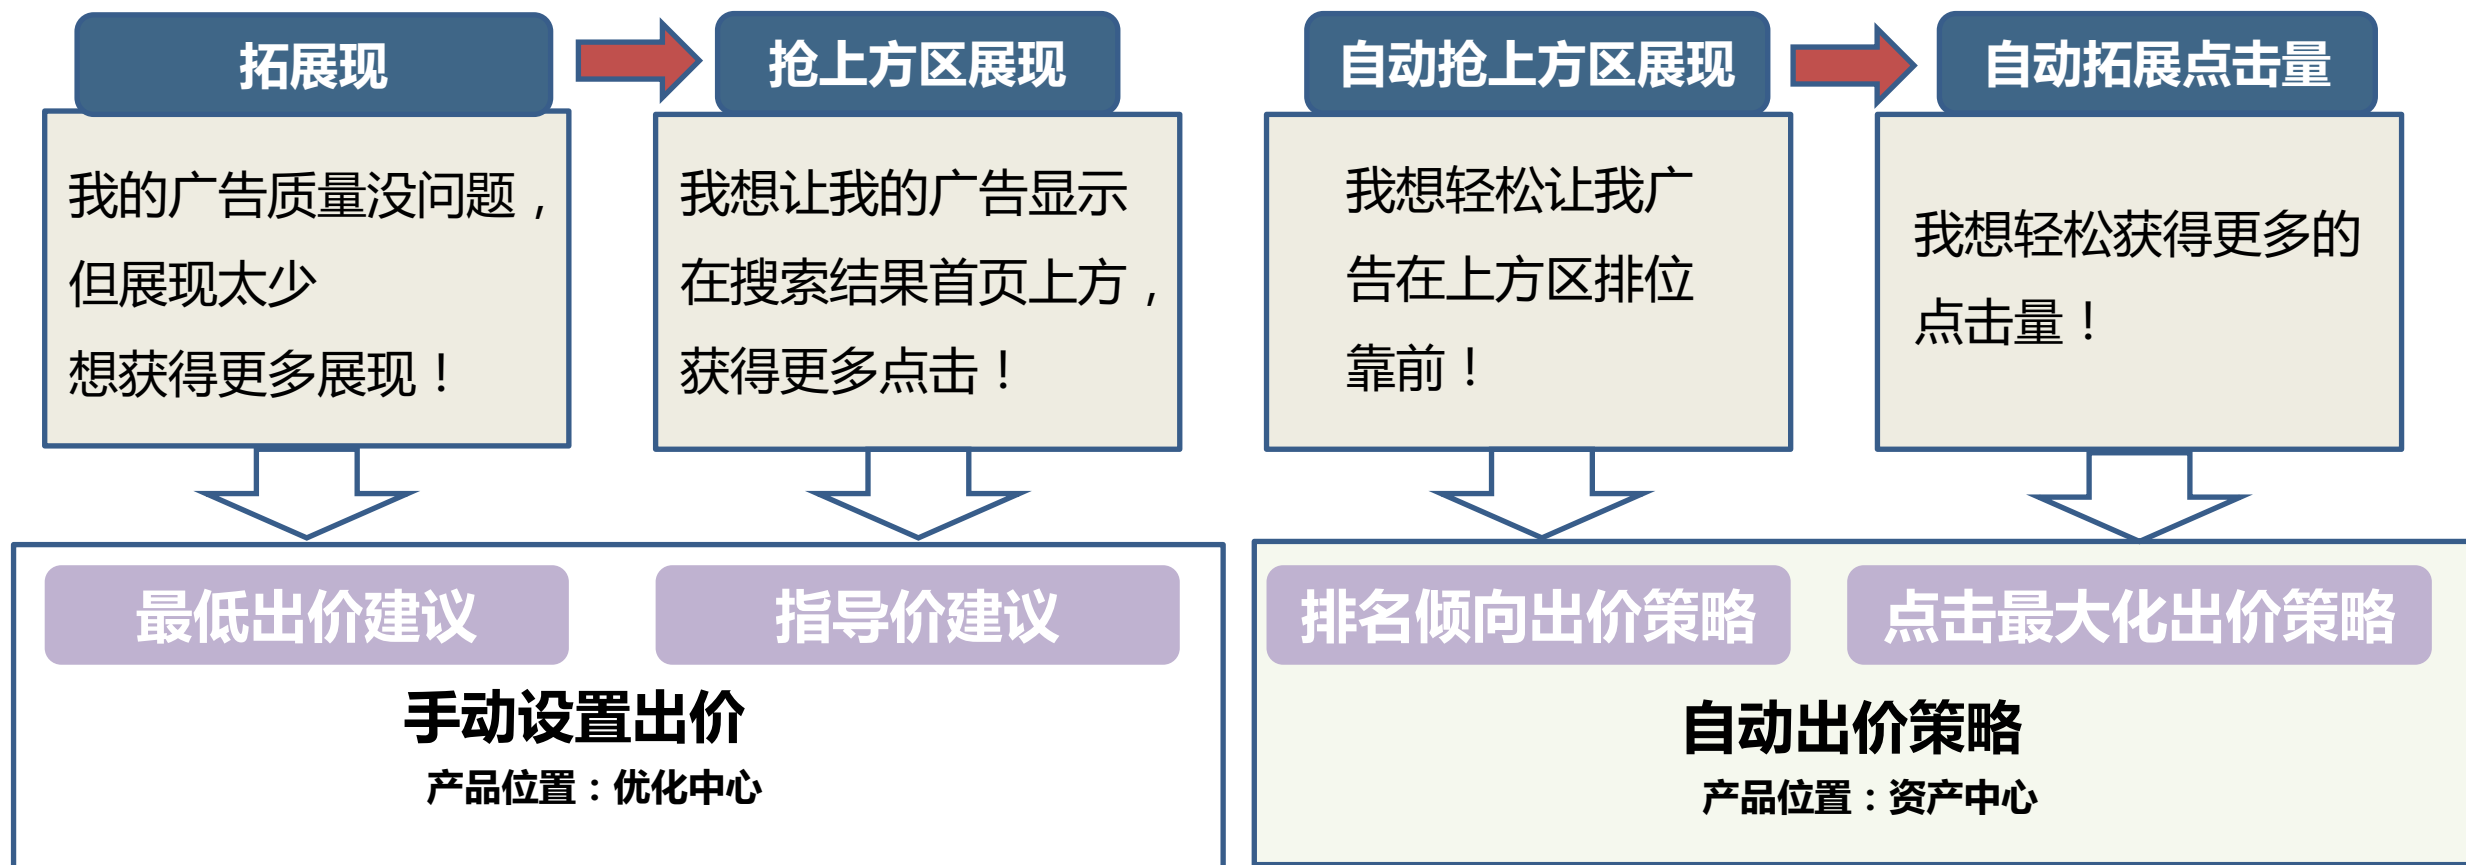 拓展现
抢上方区展现
自动抢上方区展现
自动拓展点击量
我的广告质量没问题，
但展现太少
想获得更多展现！
我想让我的广告显示
在搜索结果首页上方，
获得更多点击！
我想轻松让我广
告在上方区排位
靠前！
我想轻松获得更多的
点击量！
最低出价建议
指导价建议
手动设置出价
产品位置：优化中心
排名倾向出价策略
点击最大化出价策略
自动出价策略
产品位置：资产中心